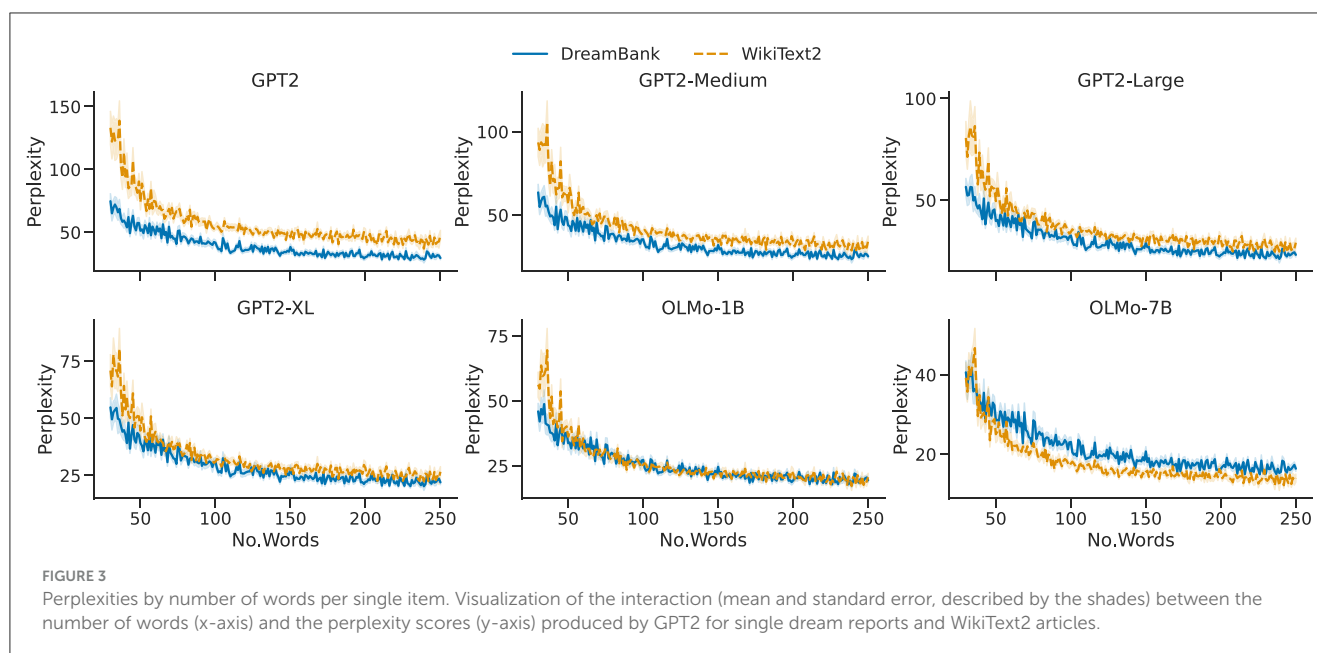 DreamBank WikiText2
GPT2 GPT2-Medium GPT2-Large
150
100
50
Perplexity
100
50
Perplexity
100
50
Perplexity
GPT2-XL OLMo-1B OLMo-7B
75
50
25
Perplexity
75
50
25
Perplexity
40
20
Perplexity
50 100 150 200 250
50 100 150 200 250
50 100 150 200 250
No.Words No.Words No.Words
FIGURE 3
Perplexities by number of words per single item. Visualization of the interaction (mean and standard error, described by the shades) between the
number of words (x-axis) and the perplexity scores (y-axis) produced by GPT2 for single dream reports and WikiText2 articles.